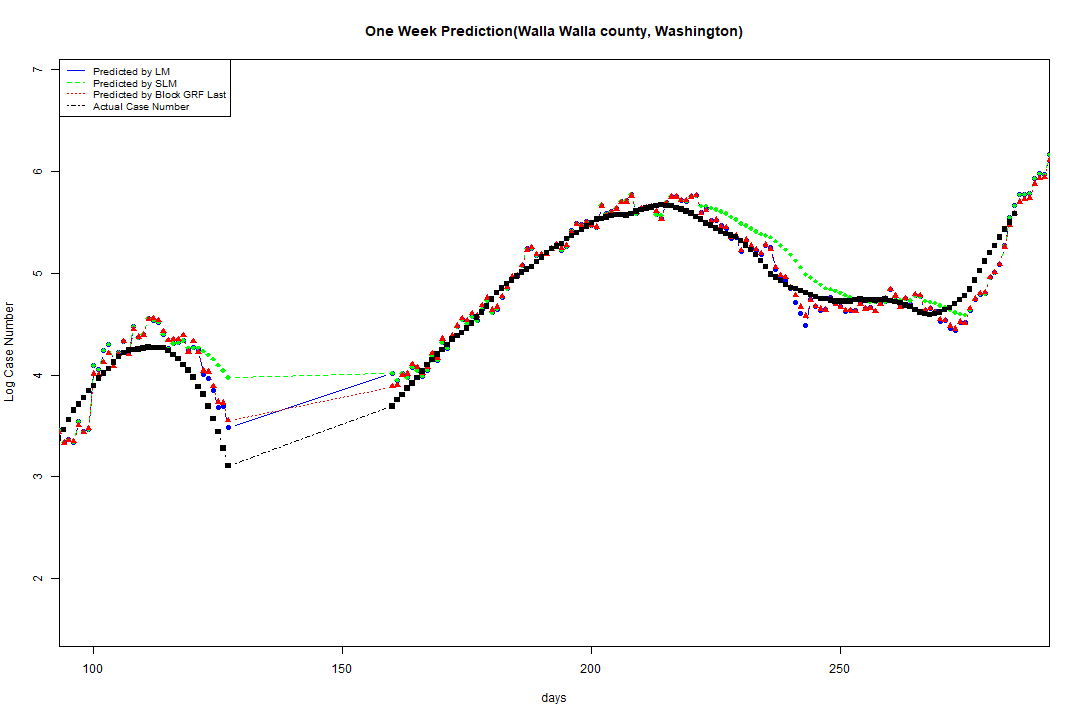 One Week Prediction(Walla Walla county, Washington)
Predicted by LM
Predicted by SLM
Predicted by Block GRF Last
Actual Case Number
7
6
5
4
3
2
Log Case Number
100
150
200
250
days